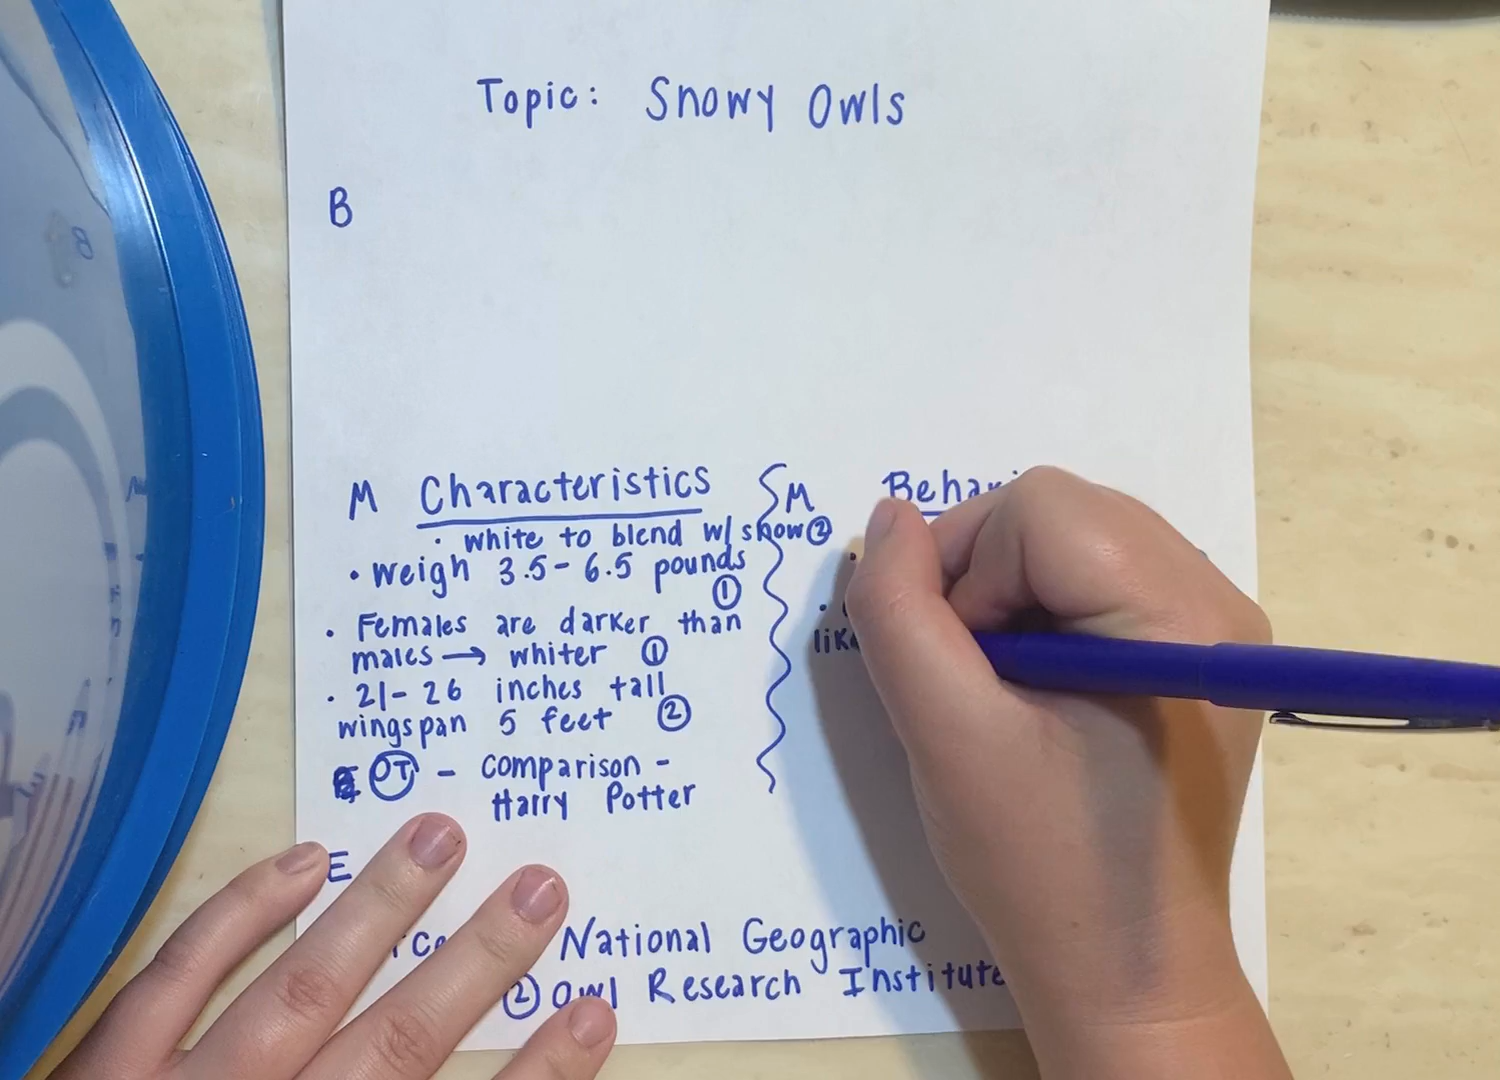 Topic: Snowy Owls
B
M Characteristics
• white to blend w/ snow ②
• weigh 3.5-6.5 pounds
①
• Females are darker than
males → whiter ①
• 21-26 inches tall
wingspan 5 feet ②
OT - comparison -
Harry Potter
M
E
National Geographic
② Owl Research Institute